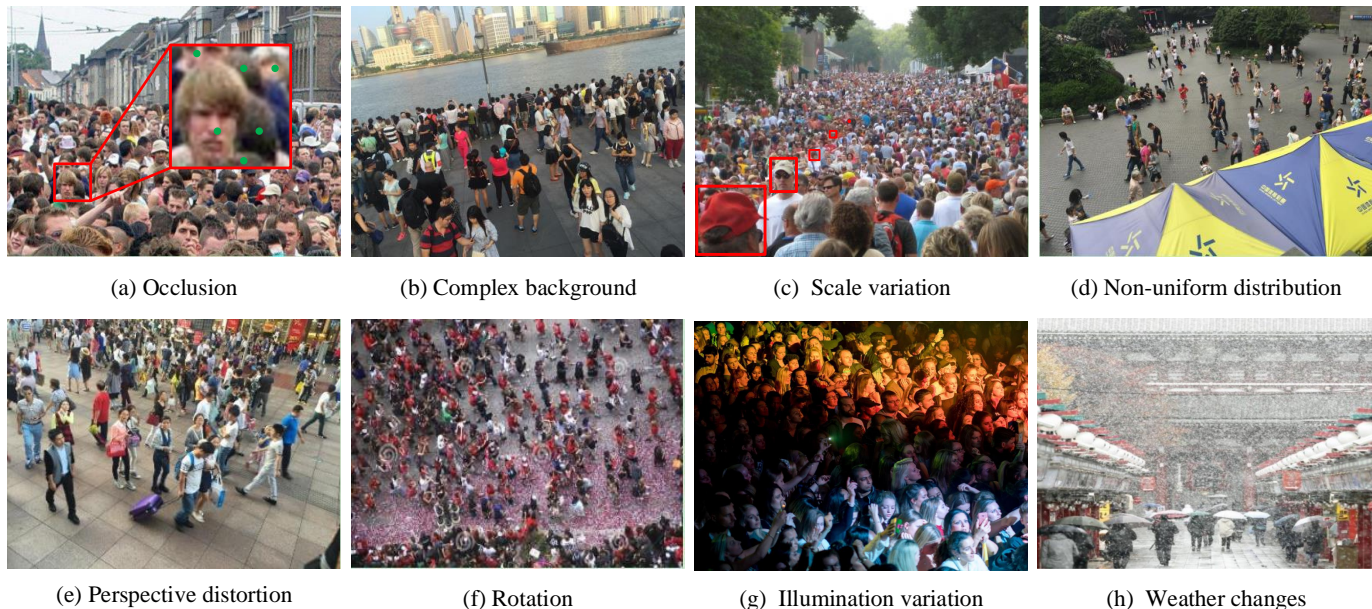 (a) Occlusion
(b) Complex background
(c) Scale variation
(d) Non-uniform distribution
(e) Perspective distortion
(f) Rotation
(g) Illumination variation
(h) Weather changes